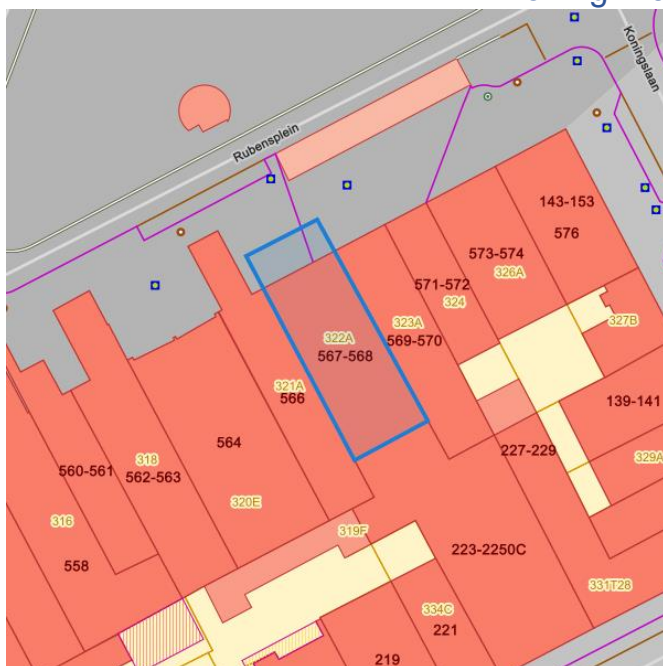 Koningslaan
Rubensplein
143-153
576
573-574
326A
571-572
324
327B
323A
569-570
322A
567-568
321A
566
139-141
329A
227-229
564
318
562-563
560-561
320E
316
558
319F
223-2250C
331T28
334C
221
219